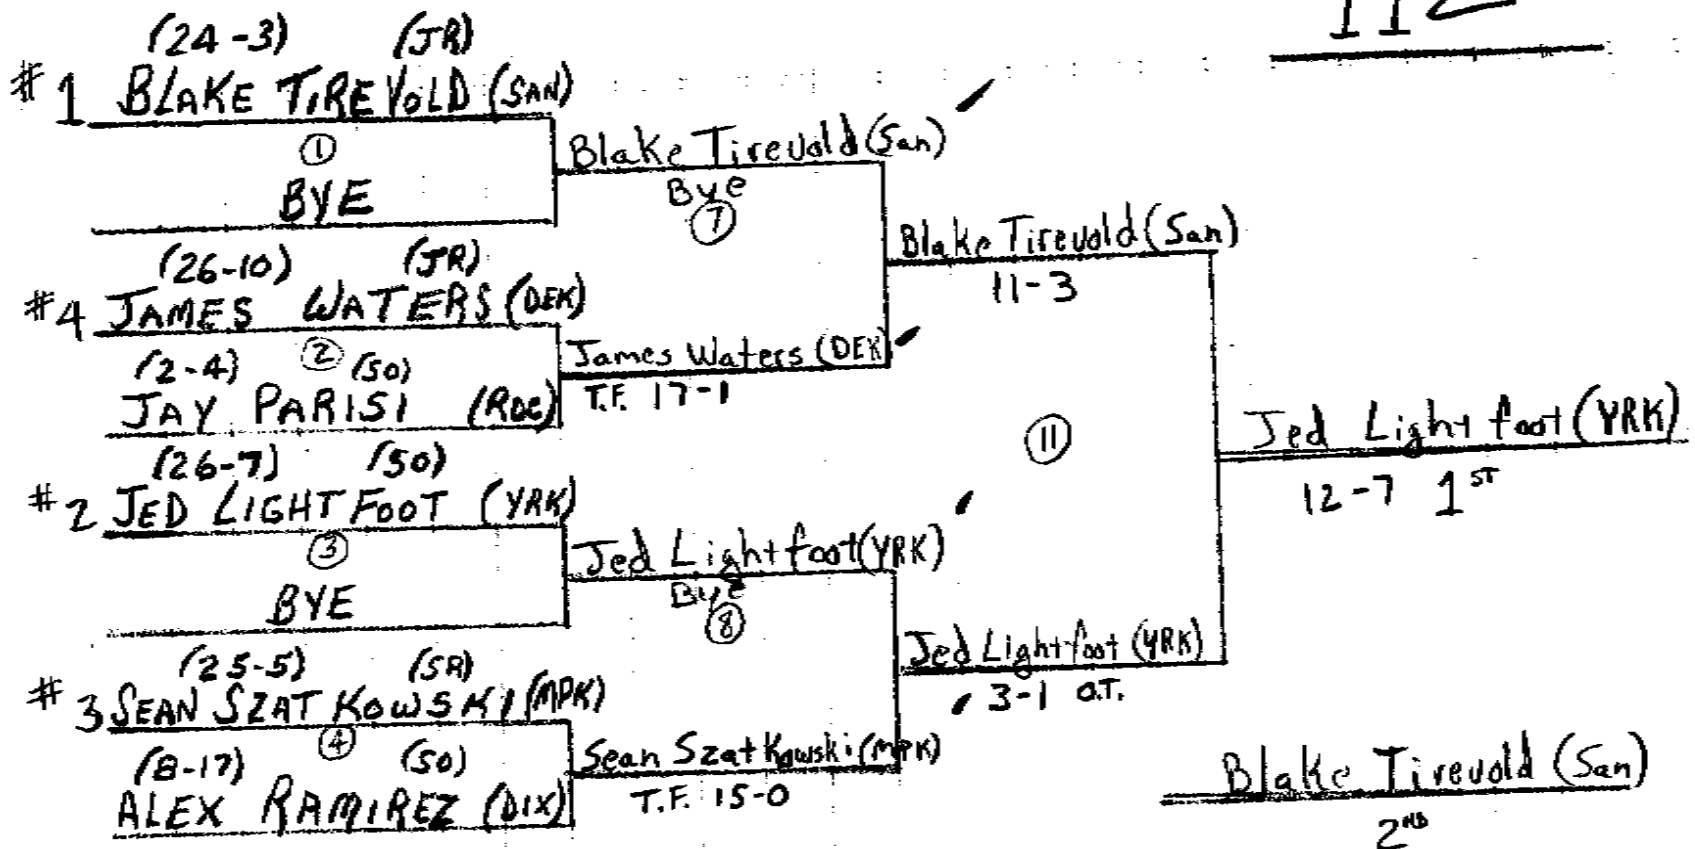 112
(24-3) (JR)
#1 BLAKE TIREVOLD (SAN)
①
BYE
Blake Tirevold (San)
Bye
⑦
(26-10) (JR)
#4 JAMES WATERS (DEK)
②
(2-4) (SO)
JAY PARISI (ROC)
James Waters (DEK)
T.F. 17-1
Blake Tirevold (San)
11-3
(26-7) (SO)
#2 JED LIGHTFOOT (YRK)
③
BYE
Jed Lightfoot (YRK)
Bye
⑧
(25-5) (SR)
#3 SEAN SZATKOWSKI (MPK)
④
(8-17) (SO)
ALEX RAMIREZ (DIX)
Sean Szatkowski (MPK)
T.F. 15-0
Jed Lightfoot (YRK)
3-1 O.T.
⑪
Jed Lightfoot (YRK)
12-7 1ST
Blake Tirevold (San)
2ND